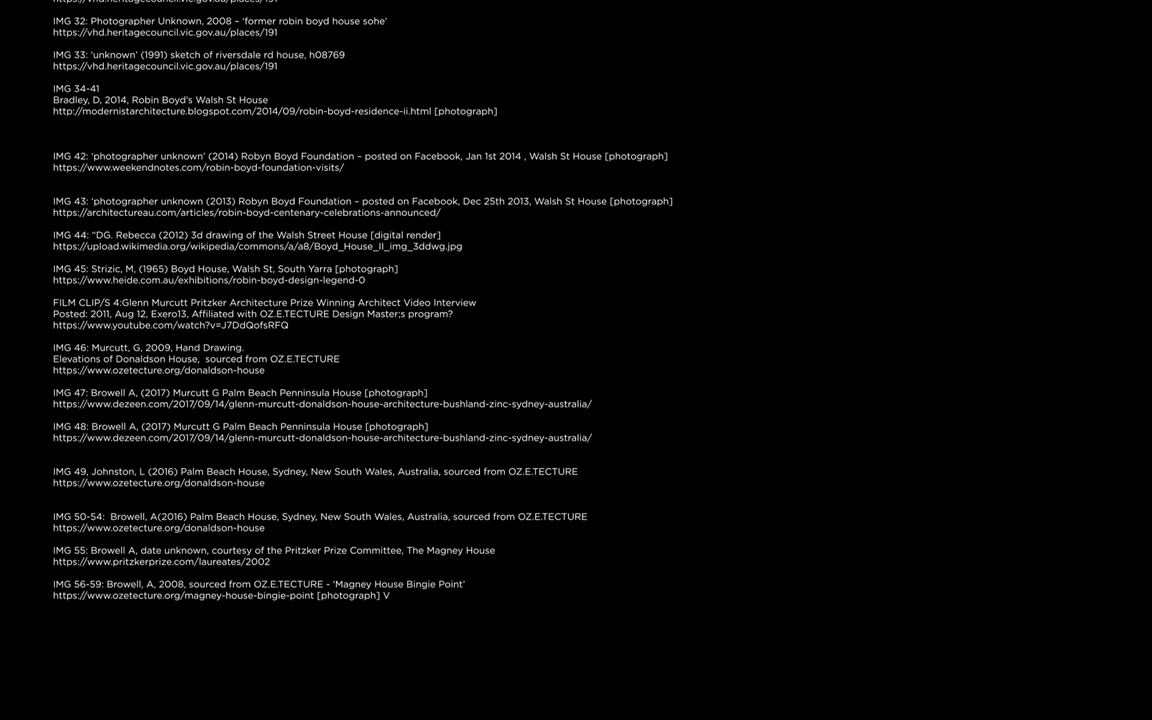 https://vhd.heritagecouncil.vic.gov.au/places/191
IMG 32: Photographer Unknown, 2008 – ‘former robin boyd house sohe’
https://vhd.heritagecouncil.vic.gov.au/places/191
IMG 33: ‘unknown’ (1991) sketch of riversdale rd house, h08769
https://vhd.heritagecouncil.vic.gov.au/places/191
IMG 34-41
Bradley, D, 2014, Robin Boyd’s Walsh St House
http://modernistarchitecture.blogspot.com/2014/09/robin-boyd-residence-ii.html [photograph]
IMG 42: ‘photographer unknown’ (2014) Robyn Boyd Foundation – posted on Facebook, Jan 1st 2014 , Walsh St House [photograph]
https://www.weekendnotes.com/robin-boyd-foundation-visits/
IMG 43: ‘photographer unknown (2013) Robyn Boyd Foundation – posted on Facebook, Dec 25th 2013, Walsh St House [photograph]
https://architectureau.com/articles/robin-boyd-centenary-celebrations-announced/
IMG 44: “DG. Rebecca (2012) 3d drawing of the Walsh Street House [digital render]
https://upload.wikimedia.org/wikipedia/commons/a/a8/Boyd_House_II_img_3ddwg.jpg
IMG 45: Strizic, M, (1965) Boyd House, Walsh St, South Yarra [photograph]
https://www.heide.com.au/exhibitions/robin-boyd-design-legend-0
FILM CLIP/S 4:Glenn Murcutt Pritzker Architecture Prize Winning Architect Video Interview
Posted: 2011, Aug 12, Exero13, Affiliated with OZ.E.TECTURE Design Master;s program?
https://www.youtube.com/watch?v=J7DdQofsRFQ
IMG 46: Murcutt, G, 2009, Hand Drawing.
Elevations of Donaldson House,  sourced from OZ.E.TECTURE
https://www.ozetecture.org/donaldson-house
IMG 47: Browell A, (2017) Murcutt G Palm Beach Penninsula House [photograph]
https://www.dezeen.com/2017/09/14/glenn-murcutt-donaldson-house-architecture-bushland-zinc-sydney-australia/
IMG 48: Browell A, (2017) Murcutt G Palm Beach Penninsula House [photograph]
https://www.dezeen.com/2017/09/14/glenn-murcutt-donaldson-house-architecture-bushland-zinc-sydney-australia/
IMG 49, Johnston, L (2016) Palm Beach House, Sydney, New South Wales, Australia, sourced from OZ.E.TECTURE
https://www.ozetecture.org/donaldson-house
IMG 50-54:  Browell, A(2016) Palm Beach House, Sydney, New South Wales, Australia, sourced from OZ.E.TECTURE
https://www.ozetecture.org/donaldson-house
IMG 55: Browell A, date unknown, courtesy of the Pritzker Prize Committee, The Magney House
https://www.pritzkerprize.com/laureates/2002
IMG 56-59: Browell, A, 2008, sourced from OZ.E.TECTURE - ‘Magney House Bingie Point’
https://www.ozetecture.org/magney-house-bingie-point [photograph] V